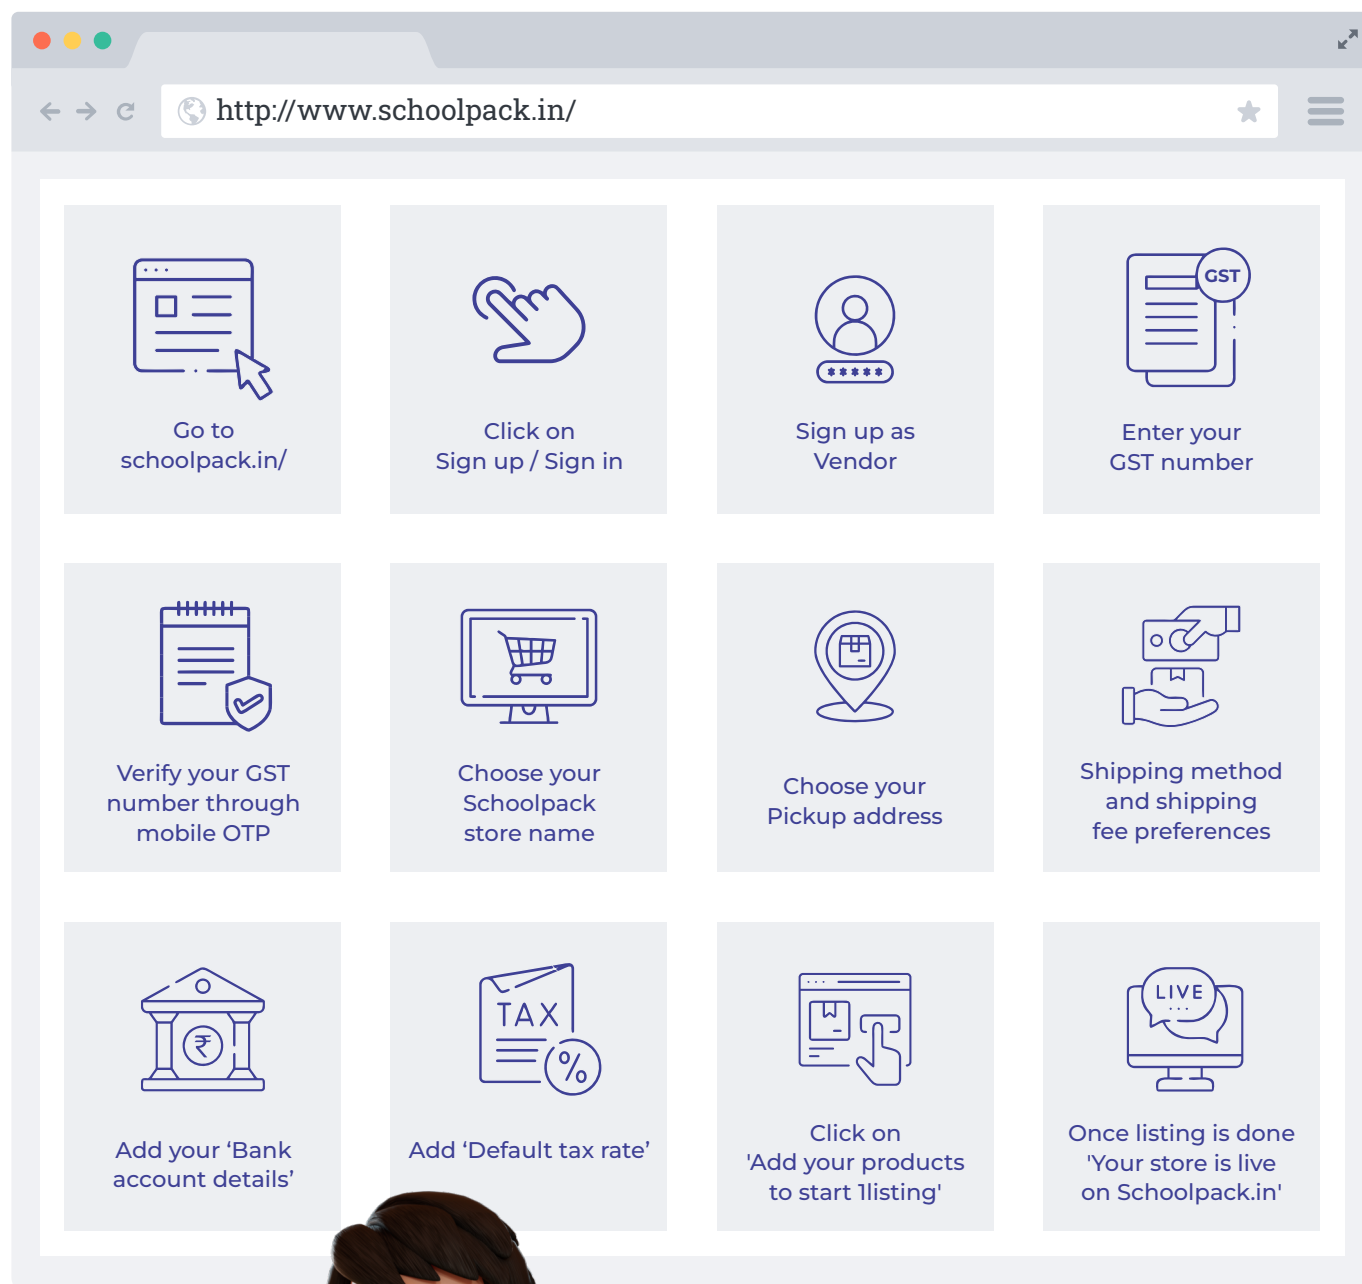 http://www.schoolpack.in/
Go to
schoolpack.in/
Click on
Sign up / Sign in
*****
Sign up as
Vendor
GST
Enter your
GST number
Verify your GST
number through
mobile OTP
Choose your
Schoolpack
store name
Choose your
Pickup address
Shipping method
and shipping
fee preferences
₹
Add your ‘Bank
account details’
TAX
%
Add ‘Default tax rate’
Click on
'Add your products
to start 1listing'
LIVE
...
Once listing is done
'Your store is live
on Schoolpack.in'